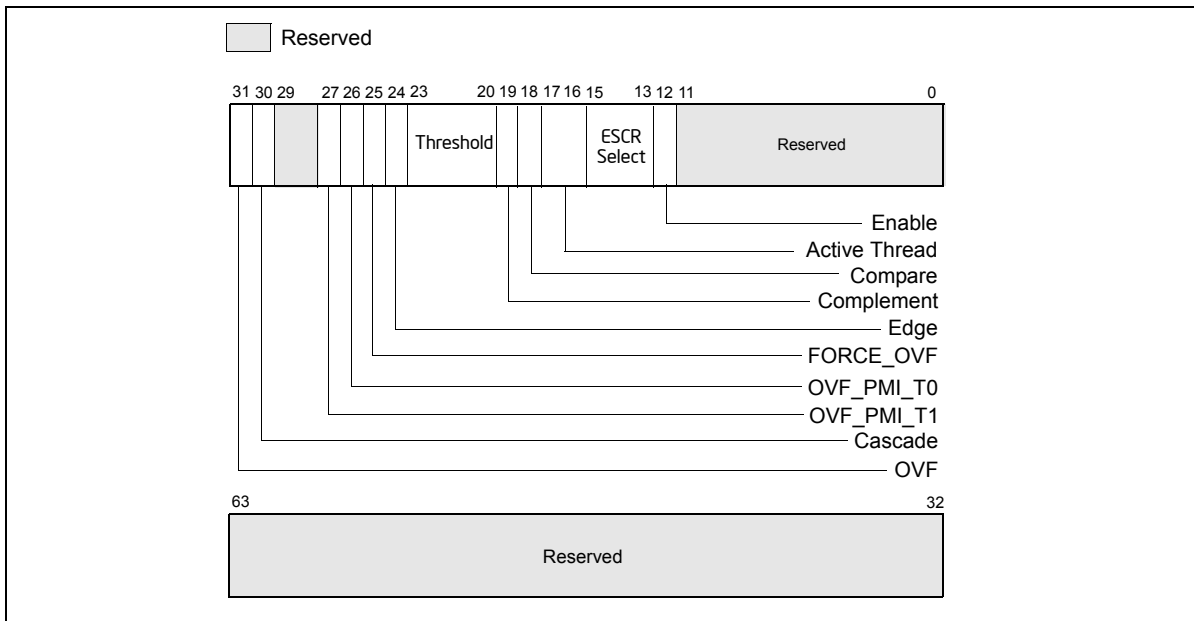 Reserved
31 30 29 27 26 25 24 23 20 19 18 17 16 15 13 12 11 0
Threshold
ESCR
Select
Reserved
Enable
Active Thread
Compare
Complement
Edge
FORCE_OVF
OVF_PMI_T0
OVF_PMI_T1
Cascade
OVF
63 32
Reserved